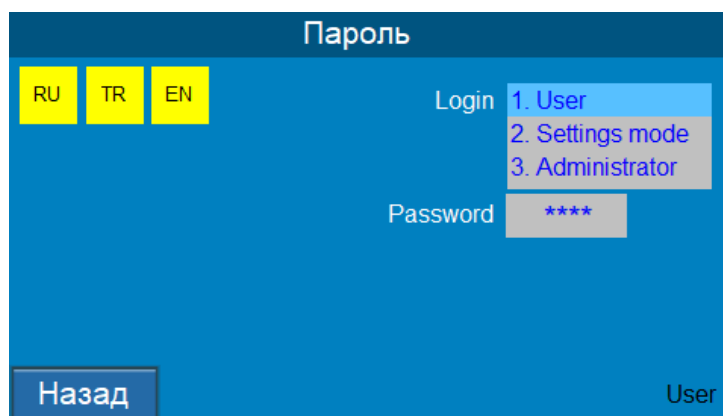 Пароль
RU TR EN
Login 1. User
2. Settings mode
3. Administrator
Password ****
Назад
User